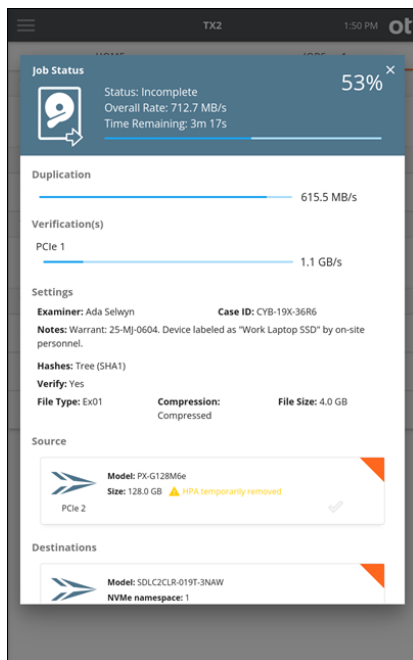 TX2
1:50 PM
ot
Job Status
×
Status: Incomplete
53%
Overall Rate: 712.7 MB/s
Time Remaining: 3m 17s
Duplication
615.5 MB/s
Verification(s)
PCIe 1
1.1 GB/s
Settings
Examiner: Ada Selwyn Case ID: CYB-19X-36R6
Notes: Warrant: 25-MJ-0604. Device labeled as "Work Laptop SSD" by on-site
personnel.
Hashes: Tree (SHA1)
Verify: Yes
File Type: Ex01 Compression: File Size: 4.0 GB
Compressed
Source
Model: PX-G128M6e
Size: 128.0 GB HPA temporarily removed
PCIe 2
Destinations
Model: SDLC2CLR-019T-3NAW
NVMe namespace: 1